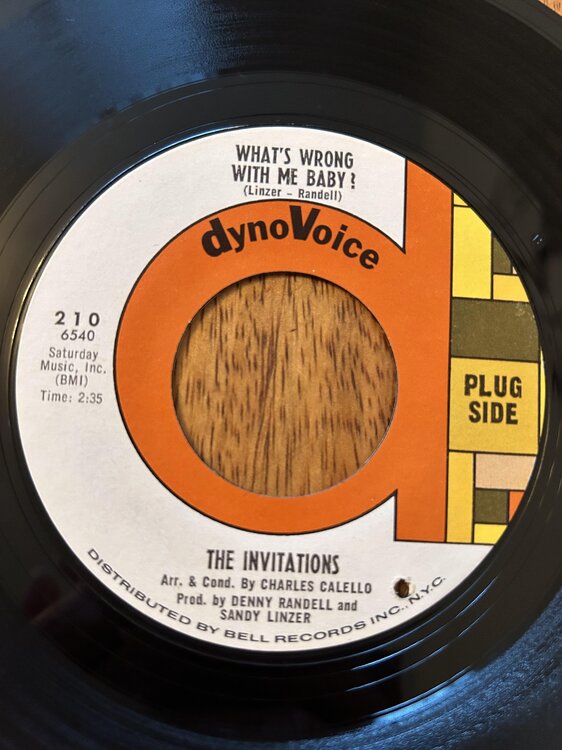 WHAT'S WRONG
WITH ME BABY?
(Linzer - Randell)
dynoVoice
210
6540
Saturday
Music, Inc.
(BMI)
Time: 2:35
PLUG
SIDE
THE INVITATIONS
Arr. & Cond. By CHARLES CALELLO
Prod. by DENNY RANDELL and
SANDY LINZER
DISTRIBUTED BY BELL RECORDS INC., N.Y.C.